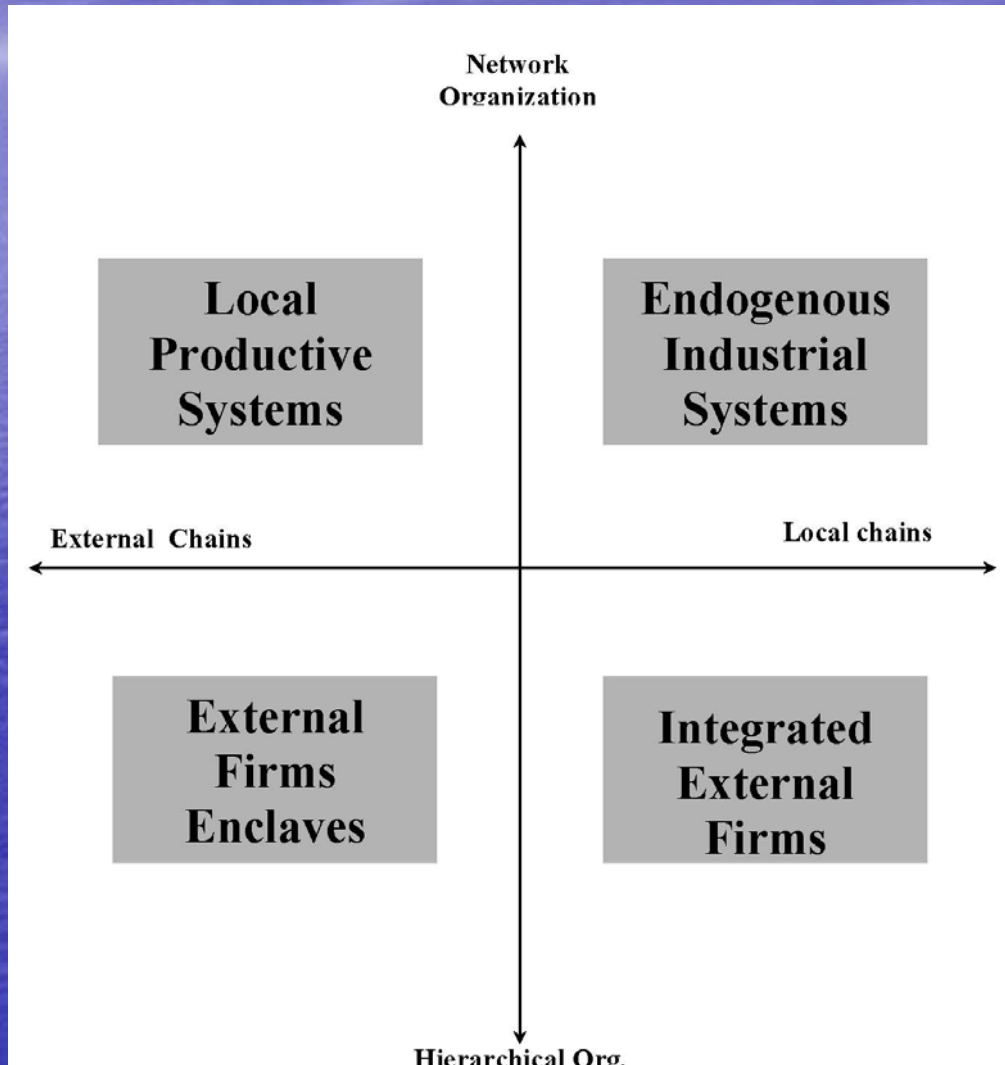 Network
Organization
Local
Productive
Systems
Endogenous
Industrial
Systems
External Chains
Local chains
External
Firms
Enclaves
Integrated
External
Firms
Hierarchical Org.